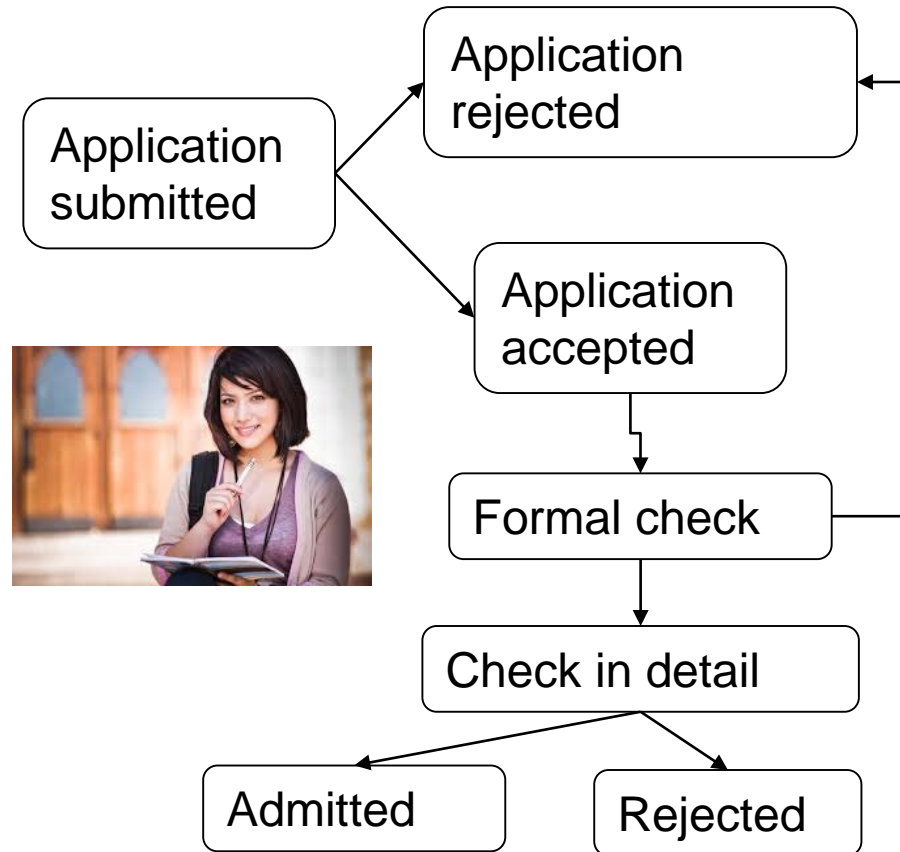 Application
rejected
Application
submitted
Application
accepted
Formal check
Check in detail
Admitted
Rejected